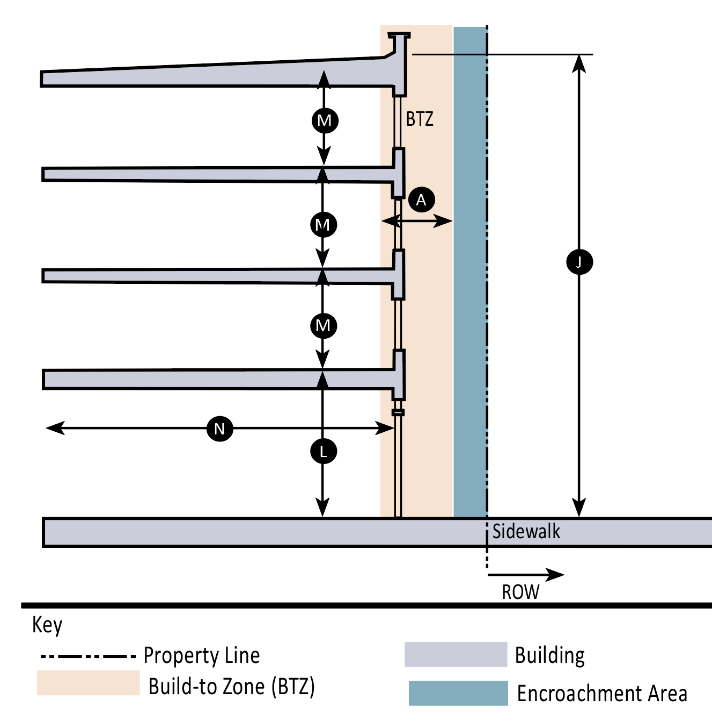 M
BTZ
A
M
J
M
N
L
Sidewalk
ROW
Key
Property Line
Building
Build-to Zone (BTZ)
Encroachment Area